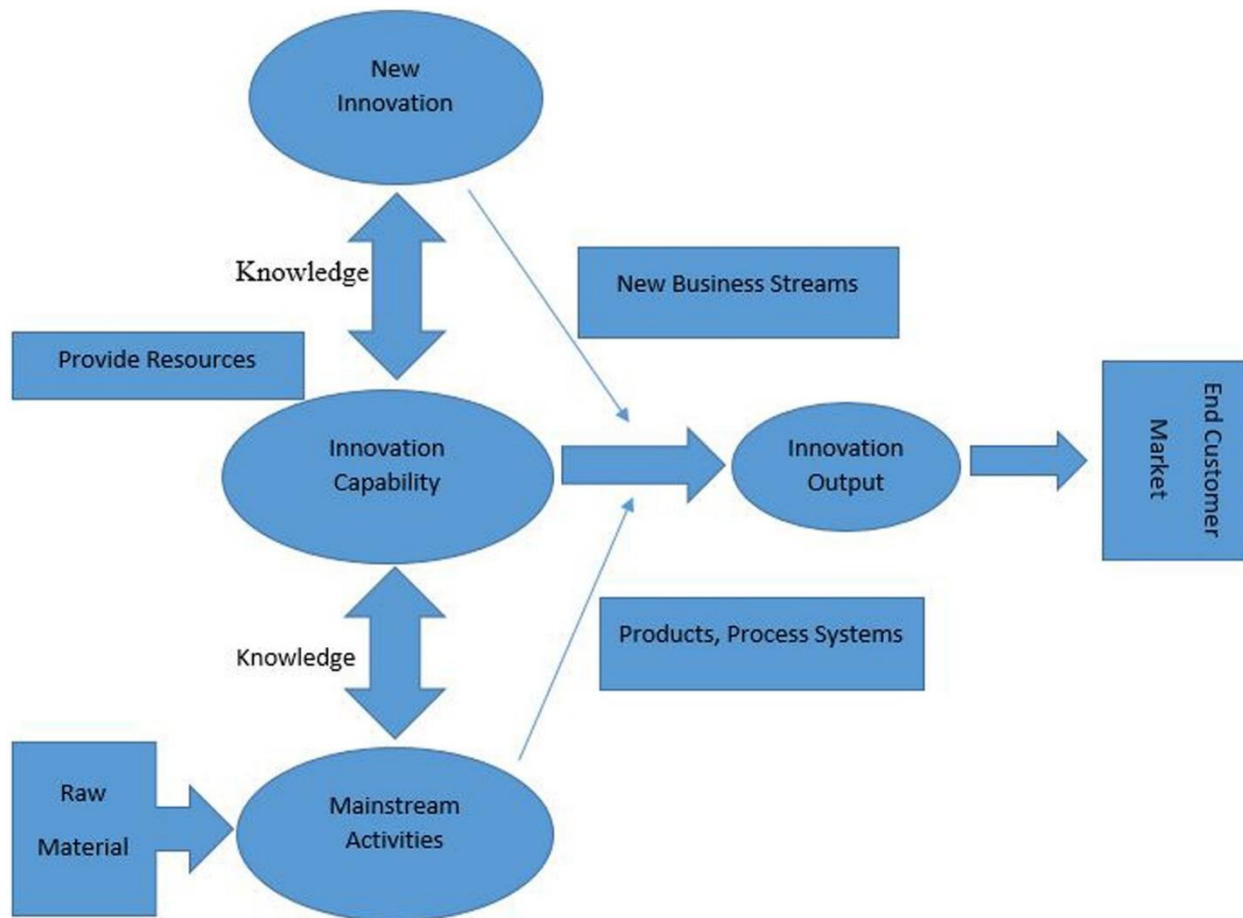 New
Innovation
Knowledge
New Business Streams
Provide Resources
Innovation
Capability
Innovation
Output
End Customer
Market
Knowledge
Products, Process Systems
Raw
Material
Mainstream
Activities